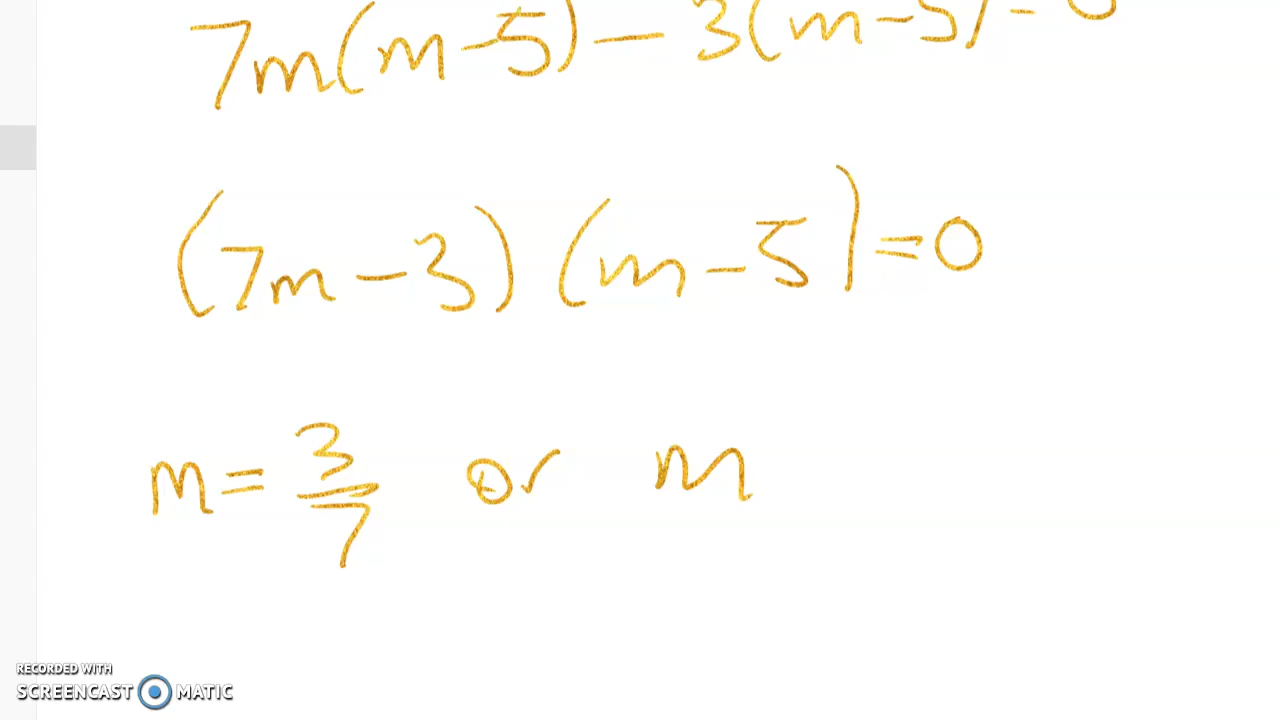 7m(m-5)-3(m-5)=0
(7m-3)(m-5)=0
m=3/7 or m
RECORDED WITH
SCREENCAST MATIC